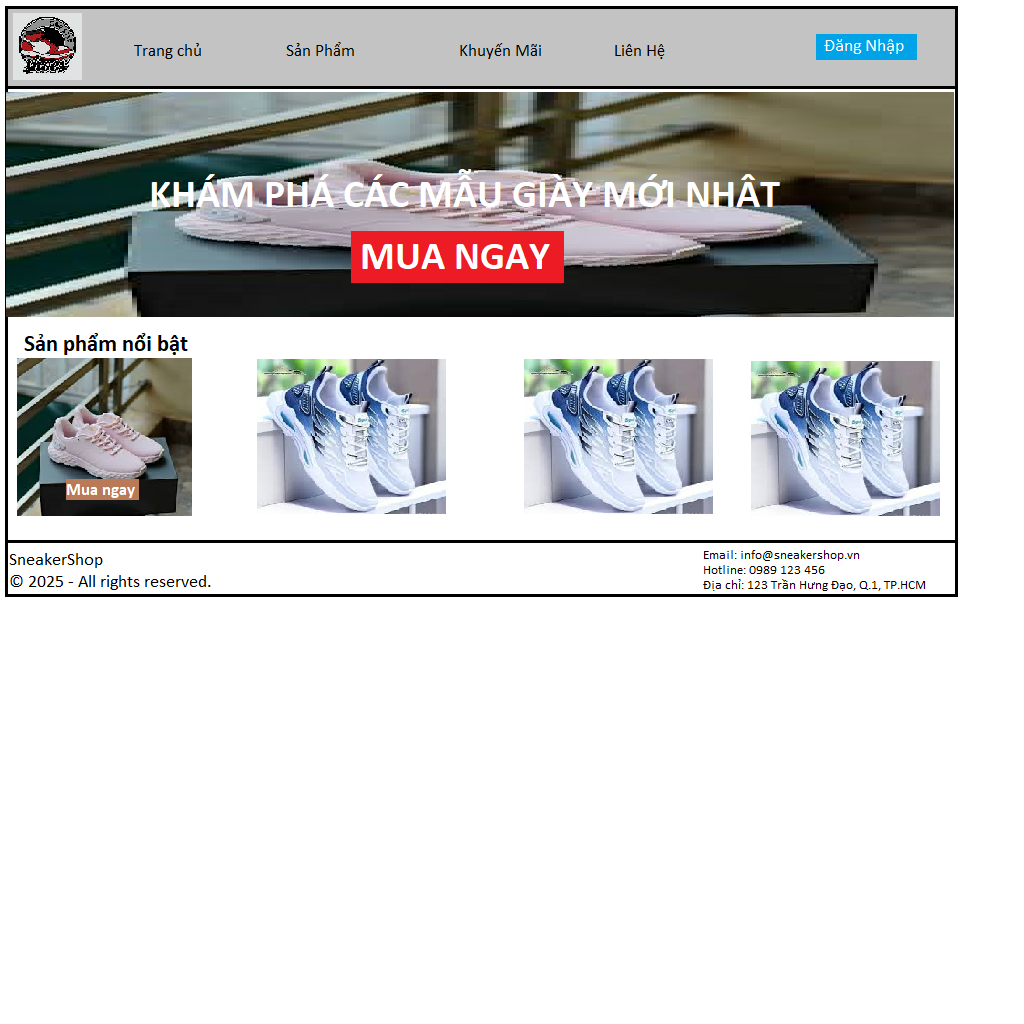 Trang chủ
Sản Phẩm
Khuyến Mãi
Liên Hệ
Đăng Nhập
KHÁM PHÁ CÁC MẪU GIÀY MỚI NHẤT
MUA NGAY
Sản phẩm nổi bật
Mua ngay
SneakerShop
© 2025 - All rights reserved.
Email: info@sneakershop.vn
Hotline: 0989 123 456
Địa chỉ: 123 Trần Hưng Đạo, Q.1, TP.HCM